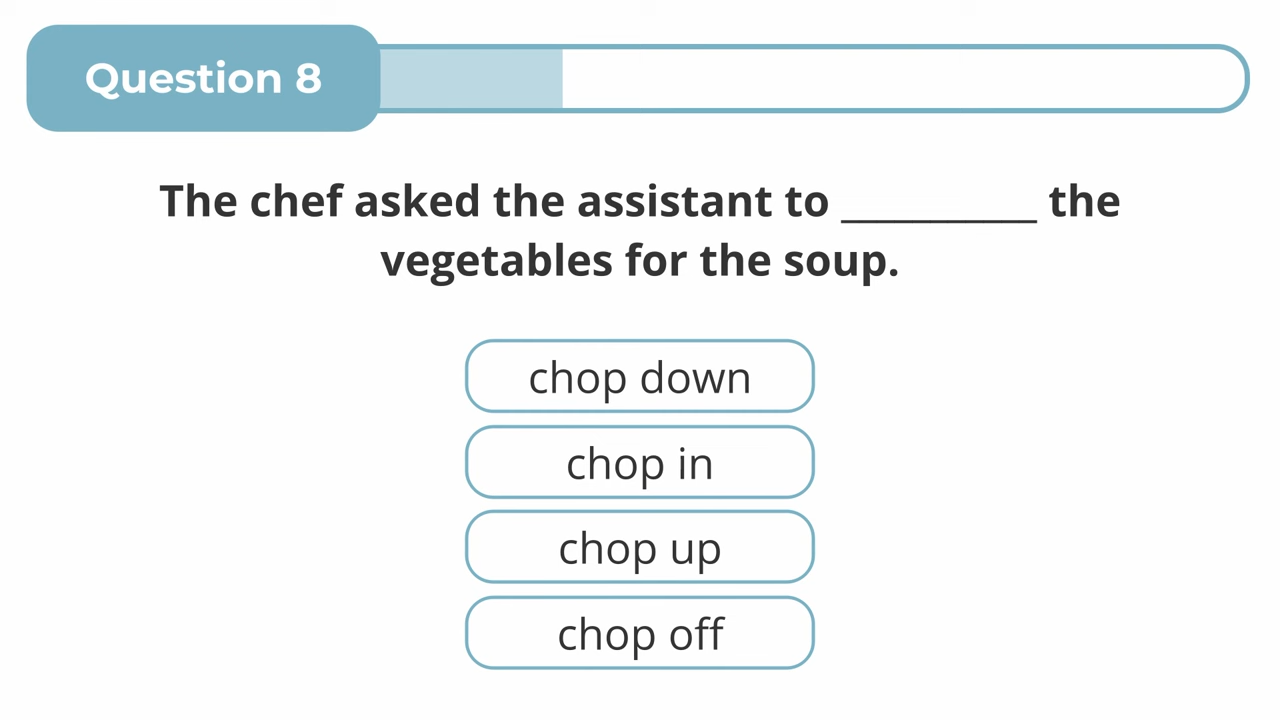 Question 8
The chef asked the assistant to __________ the
vegetables for the soup.
chop down
chop in
chop up
chop off